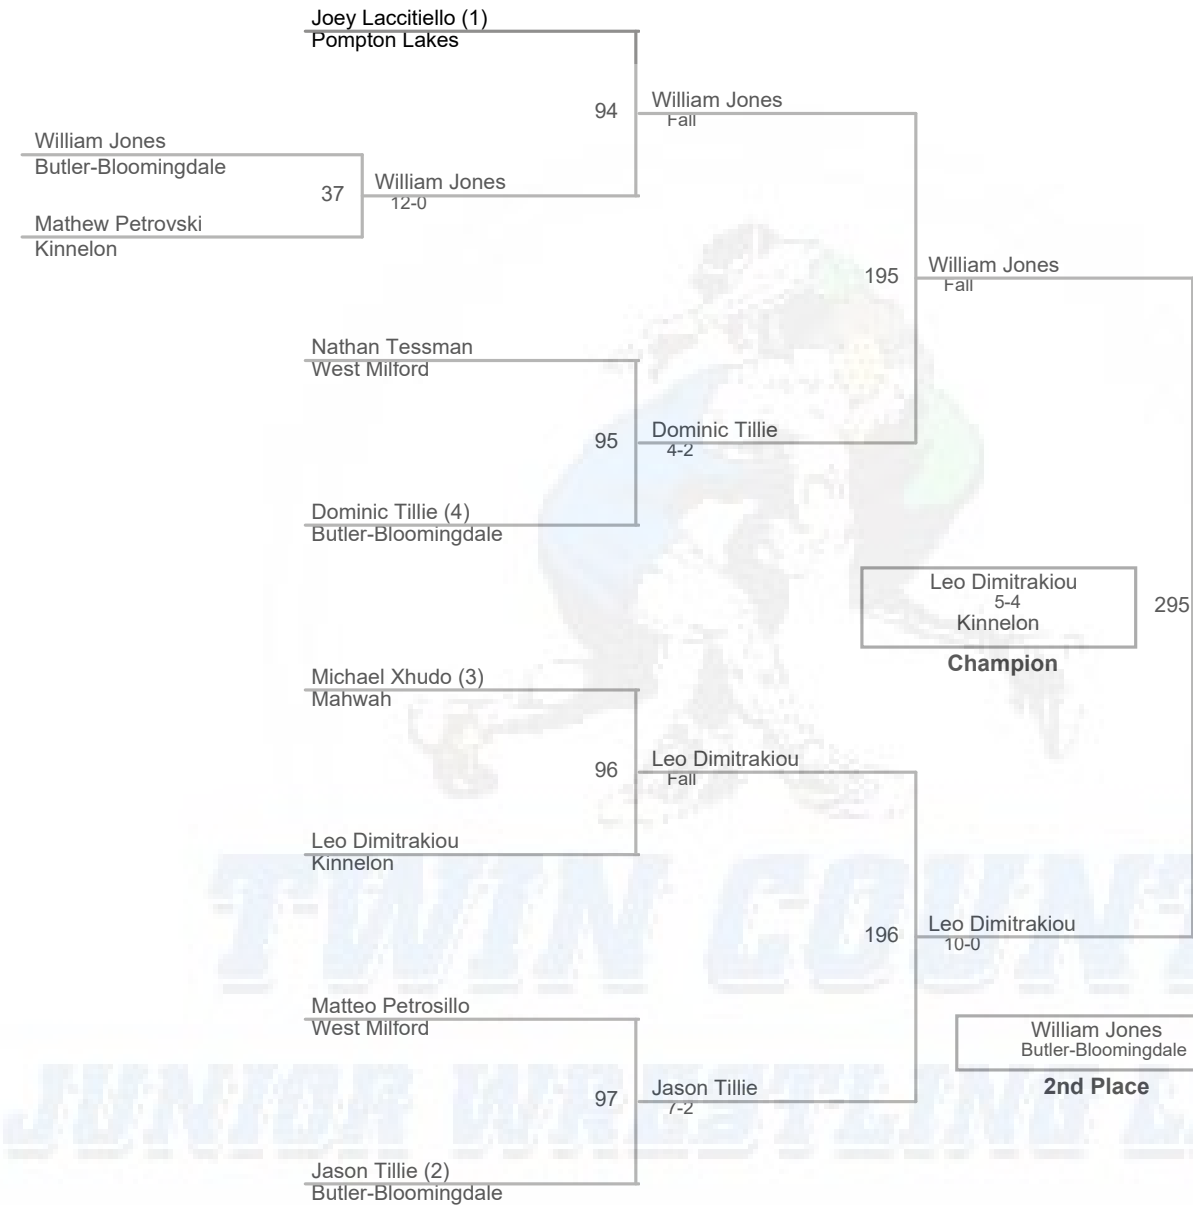 Joey Laccitiello (1)
Pompton Lakes
94
William Jones
Fall
William Jones
Butler-Bloomingdale
37
William Jones
12-0
Mathew Petrovski
Kinnelon
195
William Jones
Fall
Nathan Tessman
West Milford
95
Dominic Tillie
4-2
Dominic Tillie (4)
Butler-Bloomingdale
Leo Dimitrakiou
5-4
Kinnelon
295
Champion
Michael Xhudo (3)
Mahwah
96
Leo Dimitrakiou
Fall
Leo Dimitrakiou
Kinnelon
TWIN COUNT
196
Leo Dimitrakiou
10-0
Matteo Petrosillo
West Milford
William Jones
Butler-Bloomingdale
2nd Place
JUNIOR WRESTLING
97
Jason Tillie
7-2
Jason Tillie (2)
Butler-Bloomingdale